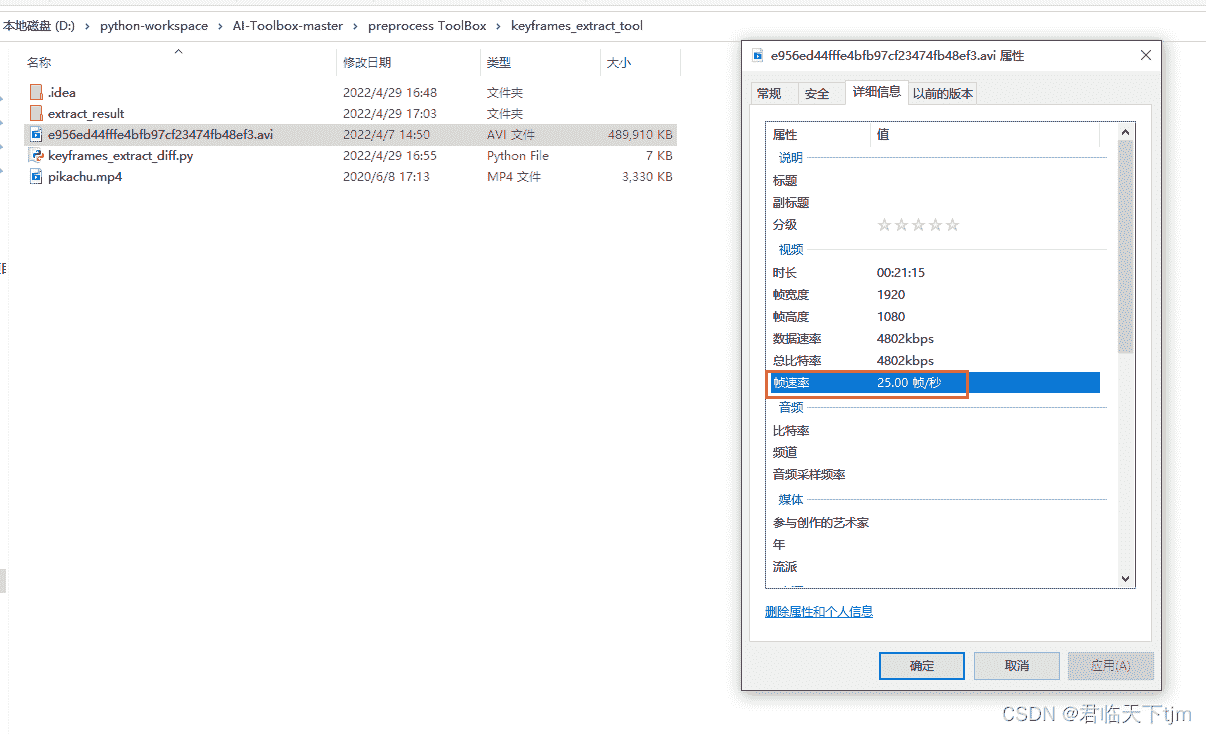 本地磁盘 (D:) › python-workspace › AI-Toolbox-master › preprocess ToolBox › keyframes_extract_tool
名称 修改日期 类型 大小
.idea 2022/4/29 16:48 文件夹
extract_result 2022/4/29 17:03 文件夹
e956ed44fffe4bfb97cf23474fb48ef3.avi 2022/4/7 14:50 AVI 文件 489,910 KB
keyframes_extract_diff.py 2022/4/29 16:55 Python File 7 KB
pikachu.mp4 2020/6/8 17:13 MP4 文件 3,330 KB
e956ed44fffe4bfb97cf23474fb48ef3.avi 属性
常规 安全 详细信息 以前的版本
属性 值
说明
标题
副标题
分级
视频
时长 00:21:15
帧宽度 1920
帧高度 1080
数据速率 4802kbps
总比特率 4802kbps
帧速率 25.00 帧/秒
音频
比特率
频道
音频采样频率
媒体
参与创作的艺术家
年
流派
删除属性和个人信息
确定 取消 应用(A)
CSDN @君临天下tjm